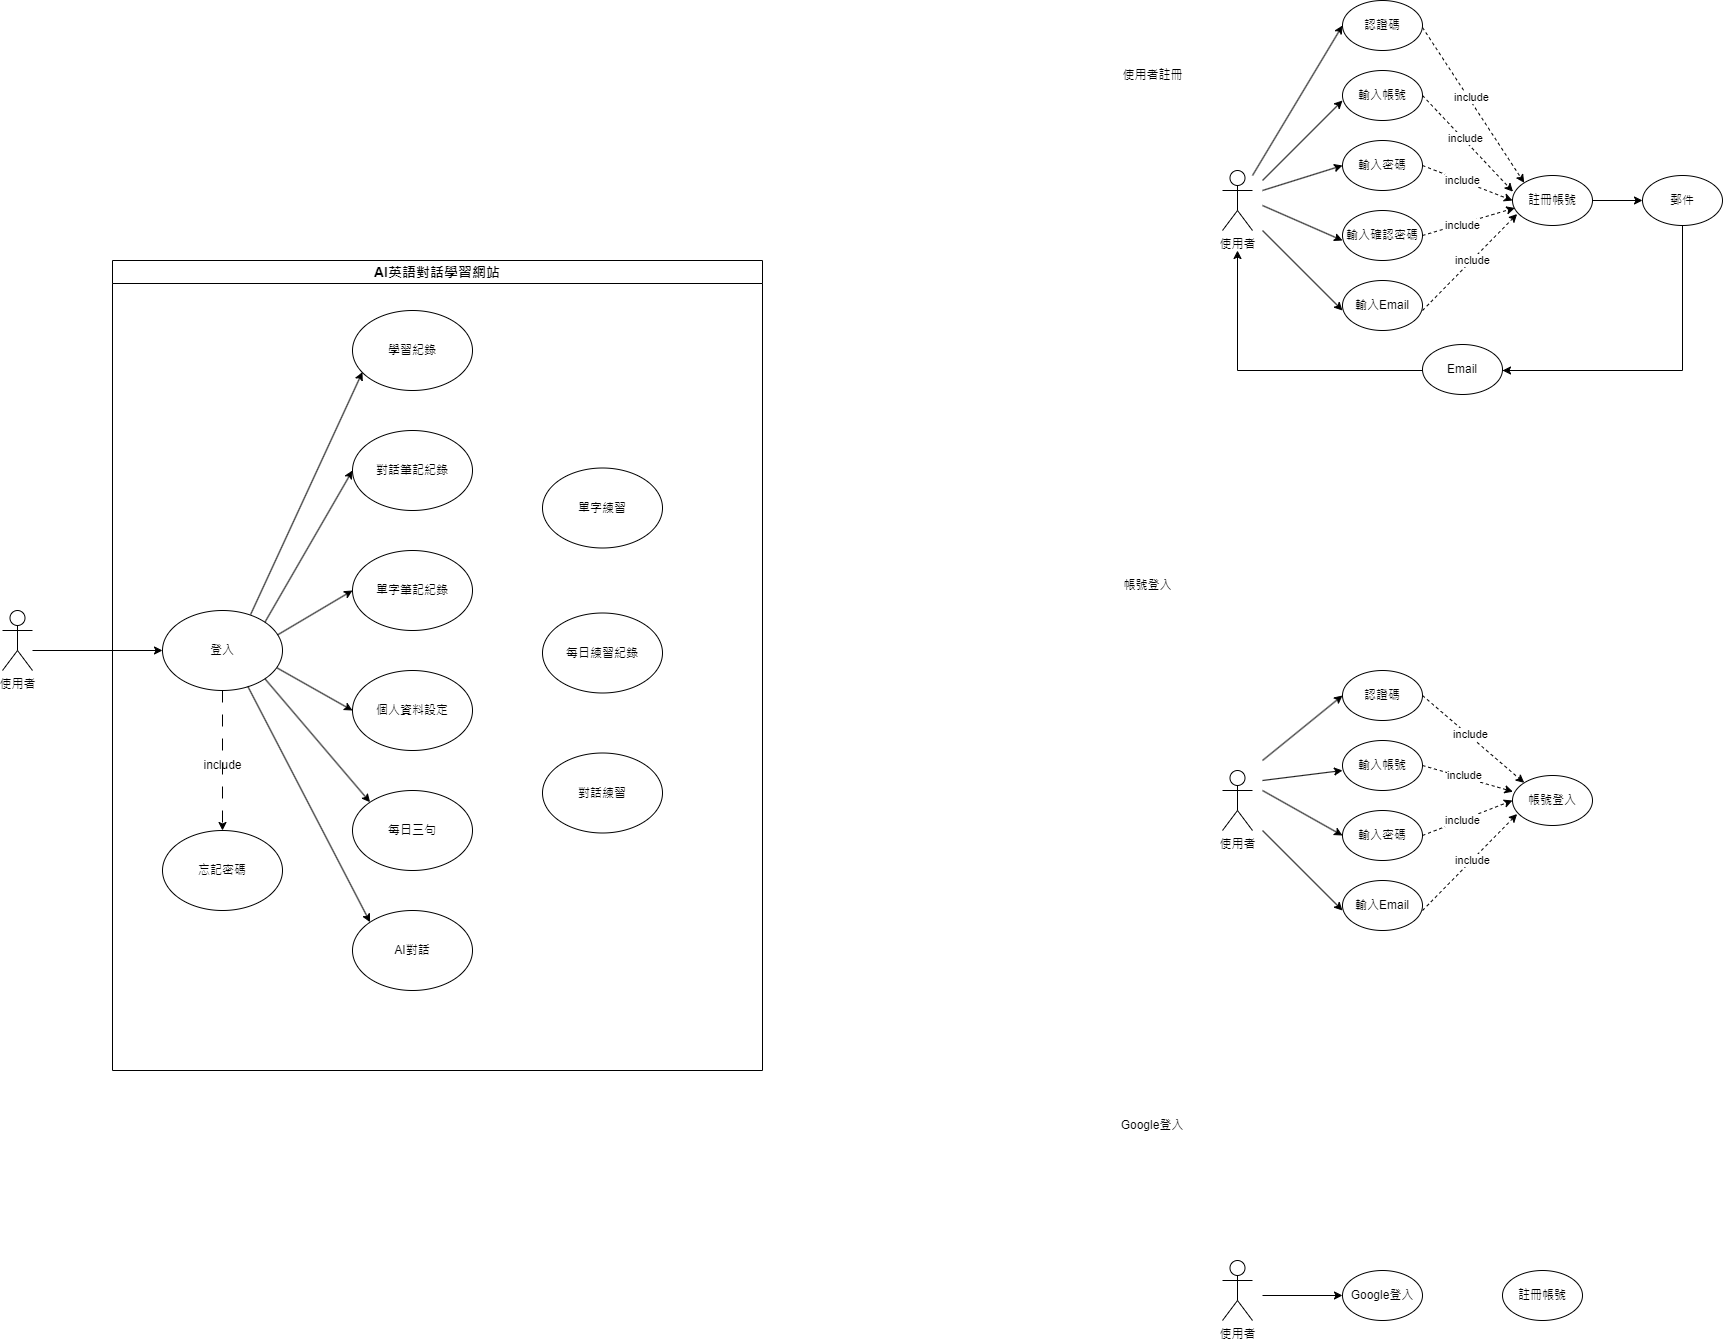 AI英語對話學習網站
學習紀錄
對話筆記紀錄
單字練習
單字筆記紀錄
使用者
登入
每日練習紀錄
個人資料設定
include
對話練習
每日三句
忘記密碼
AI對話
使用者註冊
認證碼
include
輸入帳號
include
輸入密碼
include
使用者
註冊帳號
郵件
輸入確認密碼
include
include
輸入Email
Email
帳號登入
認證碼
include
輸入帳號
include
使用者
帳號登入
輸入密碼
include
include
輸入Email
Google登入
使用者
Google登入
註冊帳號